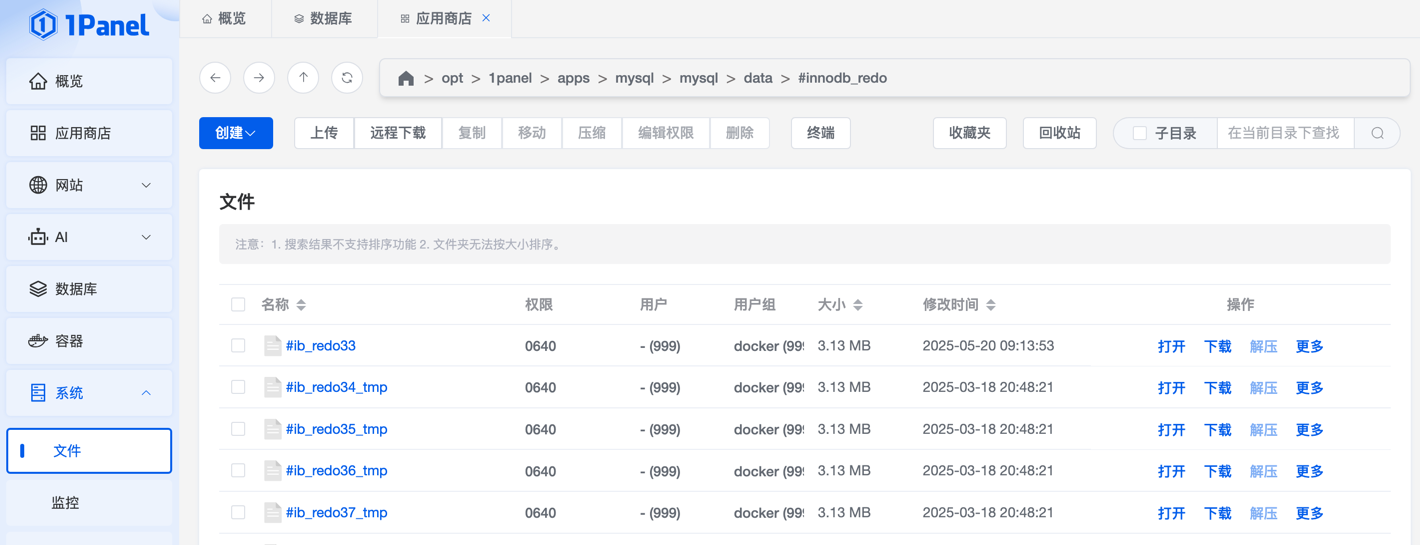 1Panel
概览
数据库
应用商店
概览
应用商店
网站
AI
数据库
容器
系统
文件
监控
> opt > 1panel > apps > mysql > mysql > data > #innodb_redo
创建 上传 远程下载 复制 移动 压缩 编辑权限 删除 终端 收藏夹 回收站 子目录 在当前目录下查找
文件
注意：1. 搜索结果不支持排序功能 2. 文件夹无法按大小排序。
名称 权限 用户 用户组 大小 修改时间 操作
#ib_redo33 0640 - (999) docker (999 3.13 MB 2025-05-20 09:13:53 打开 下载 解压 更多
#ib_redo34_tmp 0640 - (999) docker (999 3.13 MB 2025-03-18 20:48:21 打开 下载 解压 更多
#ib_redo35_tmp 0640 - (999) docker (999 3.13 MB 2025-03-18 20:48:21 打开 下载 解压 更多
#ib_redo36_tmp 0640 - (999) docker (999 3.13 MB 2025-03-18 20:48:21 打开 下载 解压 更多
#ib_redo37_tmp 0640 - (999) docker (999 3.13 MB 2025-03-18 20:48:21 打开 下载 解压 更多